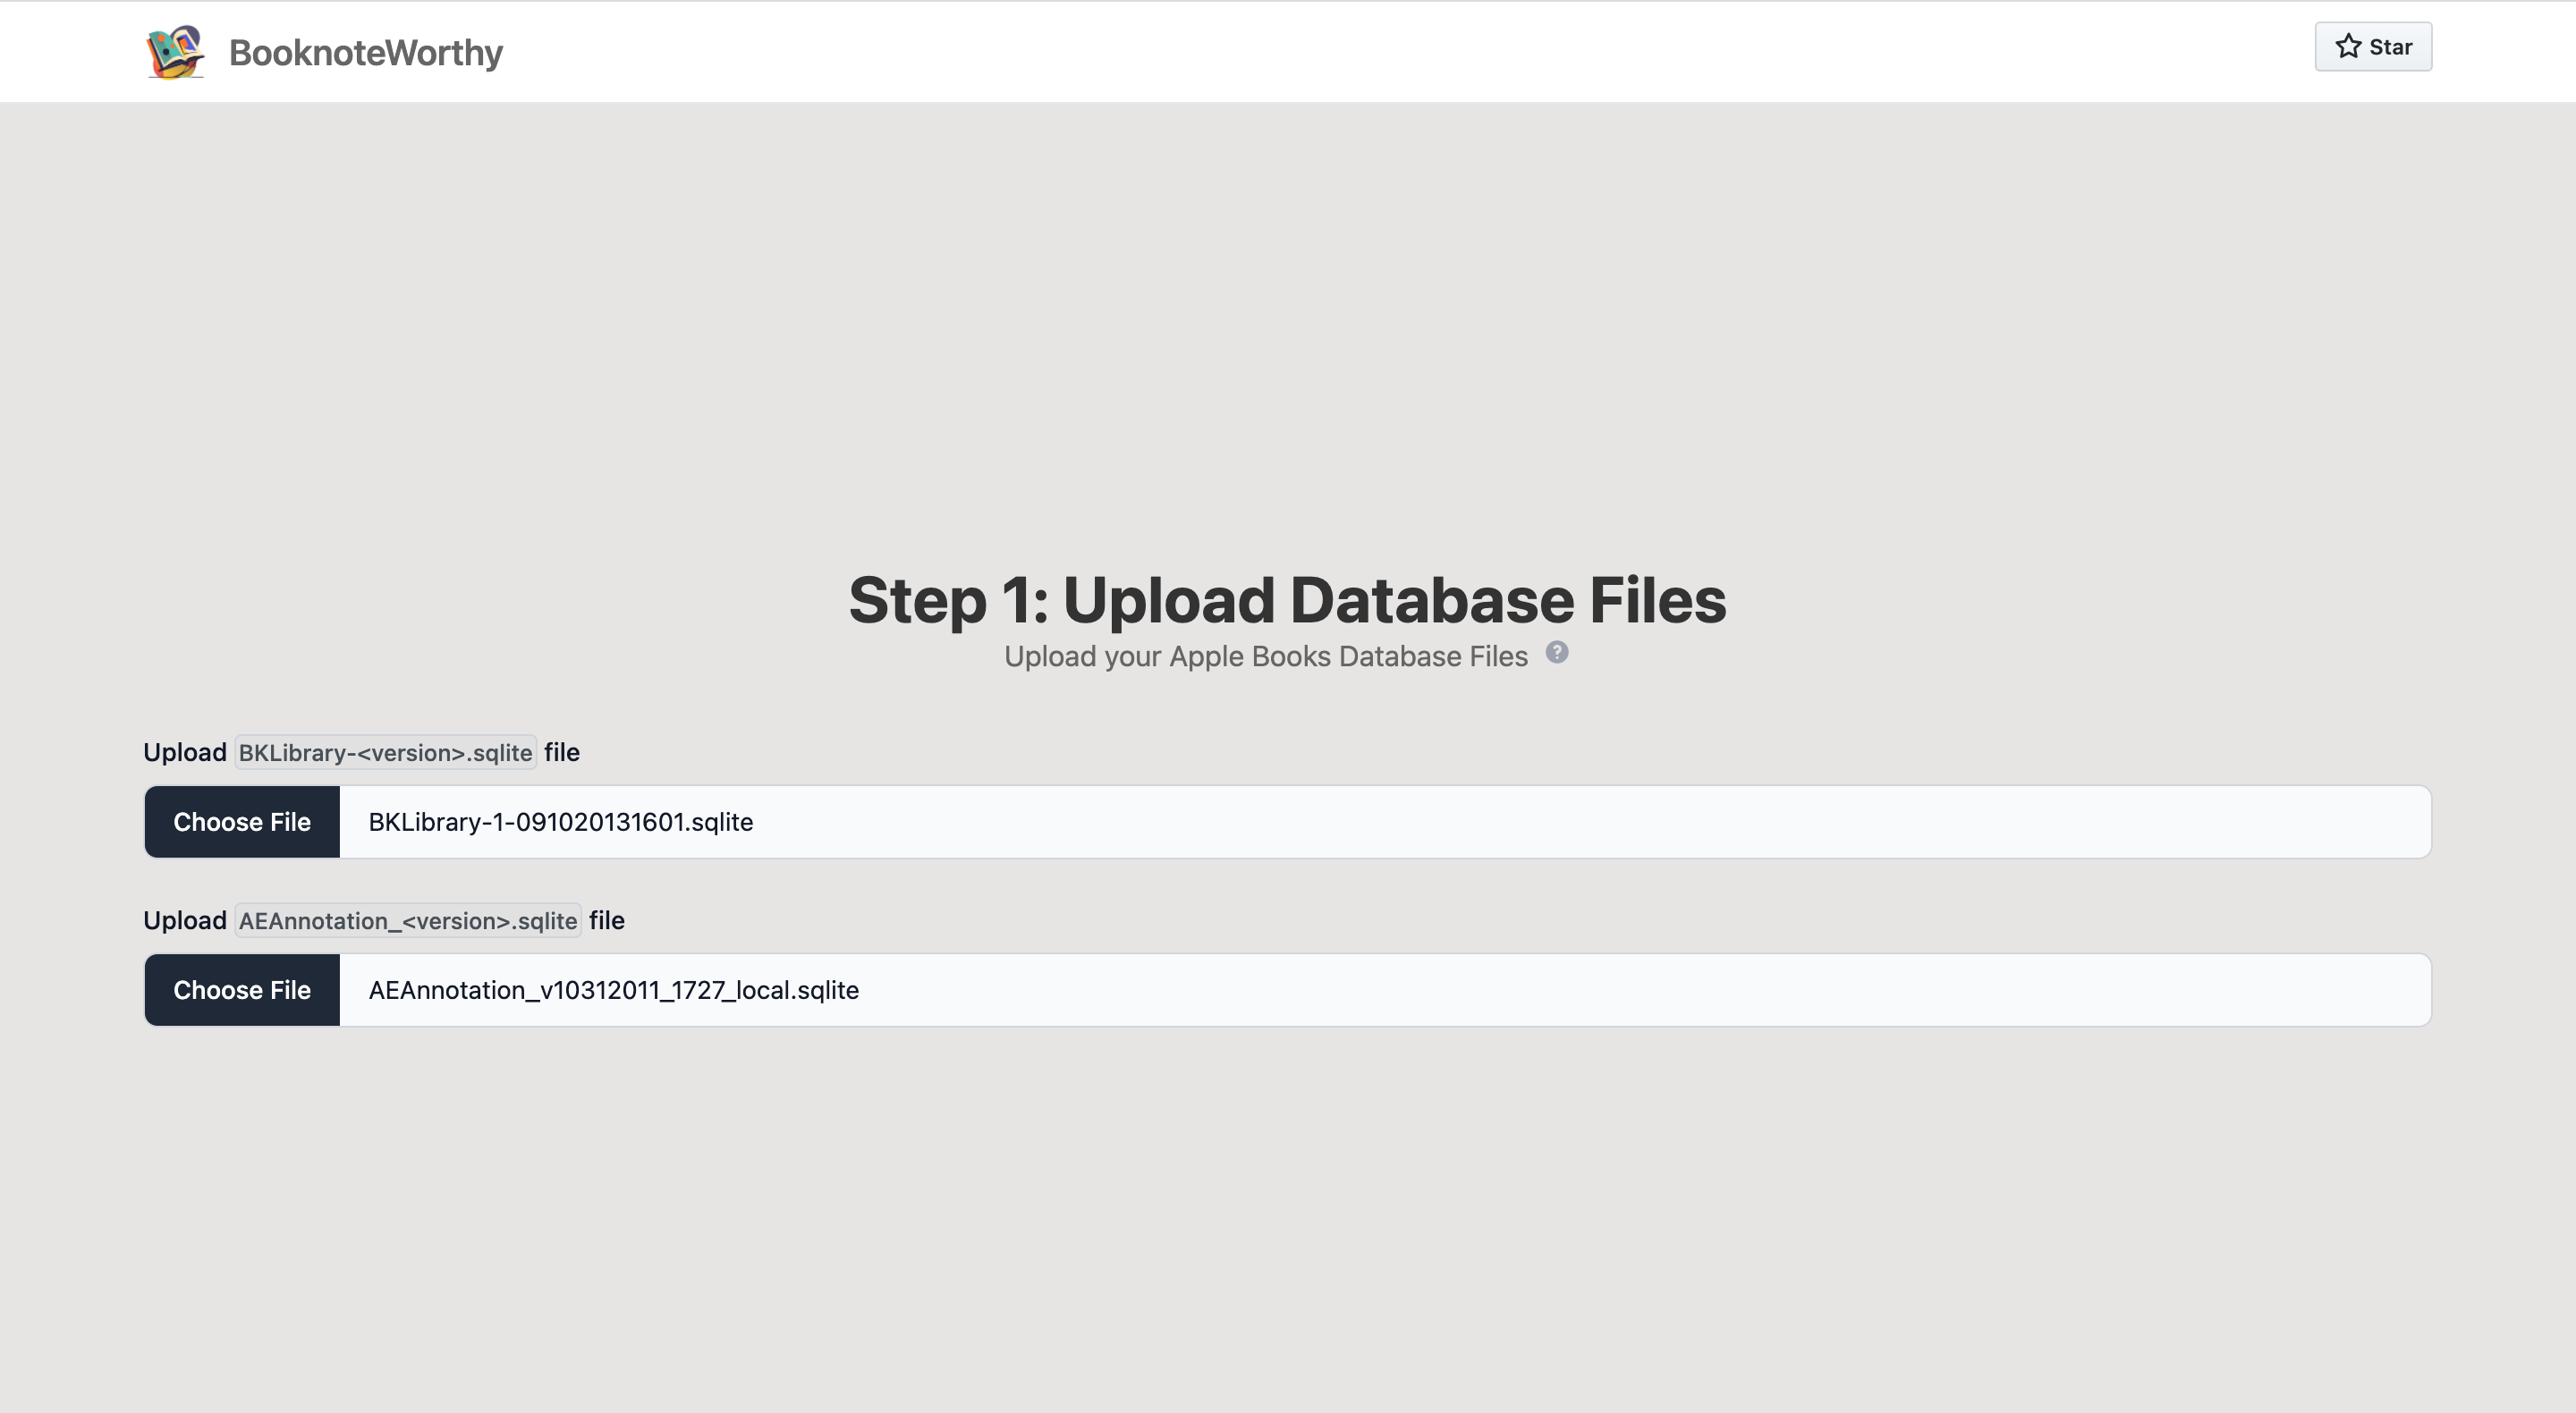 BooknoteWorthy
Star
Step 1: Upload Database Files
Upload your Apple Books Database Files ?
Upload BKLibrary-<version>.sqlite file
Choose File BKLibrary-1-091020131601.sqlite
Upload AEAnnotation_<version>.sqlite file
Choose File AEAnnotation_v10312011_1727_local.sqlite